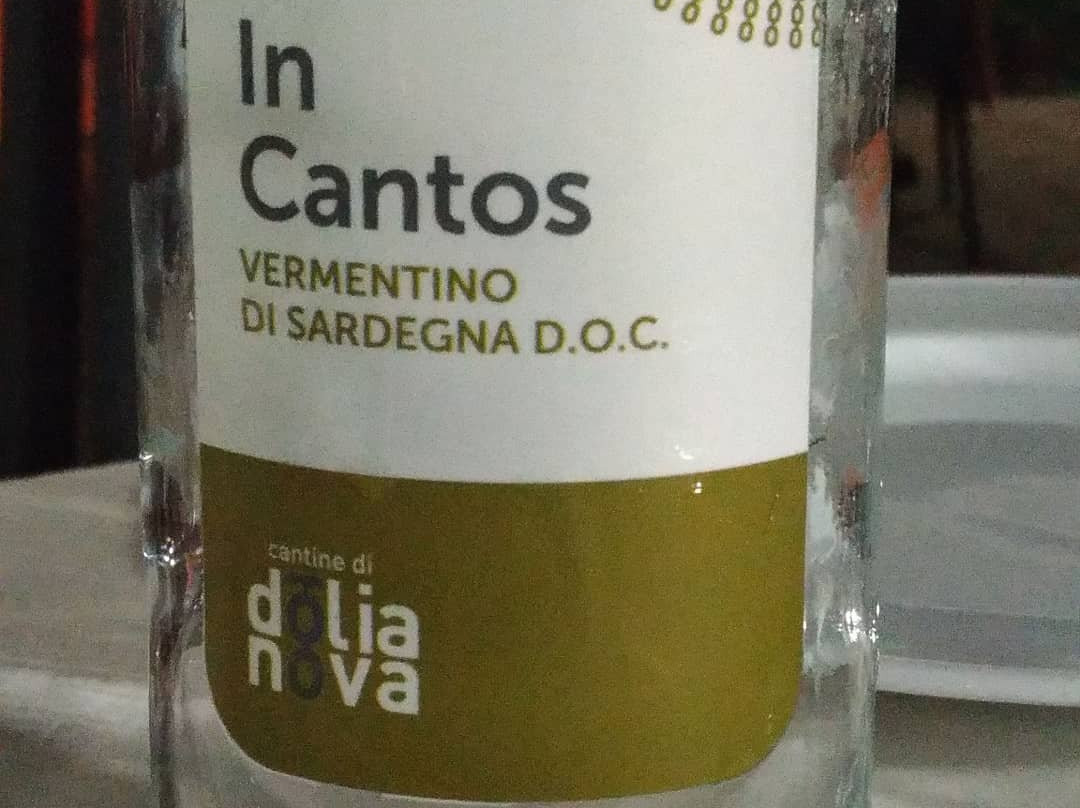 In
Cantos
VERMENTINO
DI SARDEGNA D.O.C.
cantine di
dolia
nova